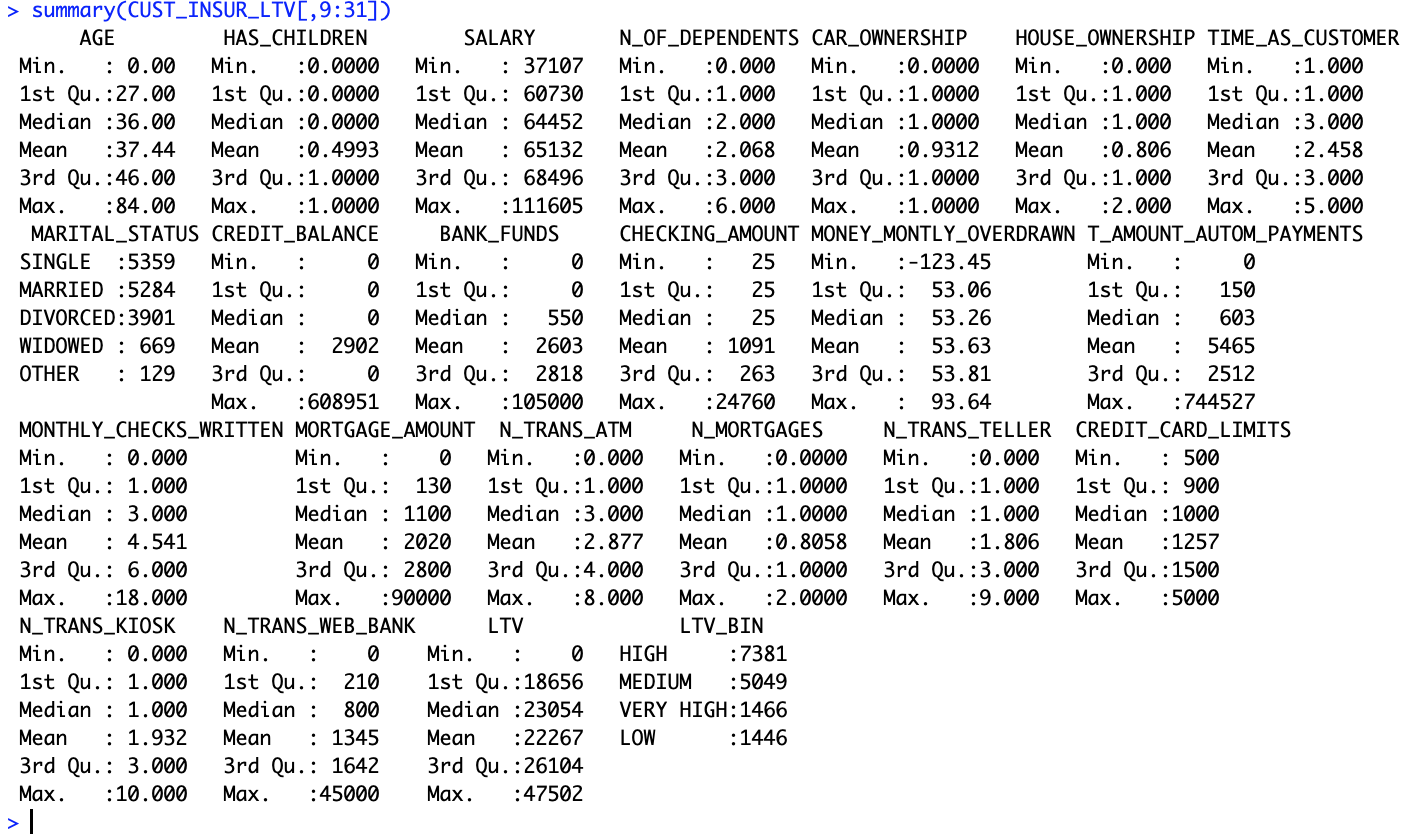 > summary(CUST_INSUR_LTV[,9:31])
AGE HAS_CHILDREN SALARY N_OF_DEPENDENTS CAR_OWNERSHIP HOUSE_OWNERSHIP TIME_AS_CUSTOMER
Min. : 0.00 Min. :0.0000 Min. : 37107 Min. :0.000 Min. :0.0000 Min. :0.000 Min. :1.000
1st Qu.:27.00 1st Qu.:0.0000 1st Qu.: 60730 1st Qu.:1.000 1st Qu.:1.0000 1st Qu.:1.000 1st Qu.:1.000
Median :36.00 Median :0.0000 Median : 64452 Median :2.000 Median :1.0000 Median :1.000 Median :3.000
Mean :37.44 Mean :0.4993 Mean : 65132 Mean :2.068 Mean :0.9312 Mean :0.806 Mean :2.458
3rd Qu.:46.00 3rd Qu.:1.0000 3rd Qu.: 68496 3rd Qu.:3.000 3rd Qu.:1.0000 3rd Qu.:1.000 3rd Qu.:3.000
Max. :84.00 Max. :1.0000 Max. :111605 Max. :6.000 Max. :1.0000 Max. :2.000 Max. :5.000
MARITAL_STATUS CREDIT_BALANCE BANK_FUNDS CHECKING_AMOUNT MONEY_MONTLY_OVERDRAWN T_AMOUNT_AUTOM_PAYMENTS
SINGLE :5359 Min. : 0 Min. : 0 Min. : 25 Min. :-123.45 Min. : 0
MARRIED :5284 1st Qu.: 0 1st Qu.: 0 1st Qu.: 25 1st Qu.: 53.06 1st Qu.: 150
DIVORCED:3901 Median : 0 Median : 550 Median : 25 Median : 53.26 Median : 603
WIDOWED : 669 Mean : 2902 Mean : 2603 Mean : 1091 Mean : 53.63 Mean : 5465
OTHER : 129 3rd Qu.: 0 3rd Qu.: 2818 3rd Qu.: 263 3rd Qu.: 53.81 3rd Qu.: 2512
Max. :608951 Max. :105000 Max. :24760 Max. : 93.64 Max. :744527
MONTHLY_CHECKS_WRITTEN MORTGAGE_AMOUNT N_TRANS_ATM N_MORTGAGES N_TRANS_TELLER CREDIT_CARD_LIMITS
Min. : 0.000 Min. : 0 Min. :0.000 Min. :0.0000 Min. :0.000 Min. : 500
1st Qu.: 1.000 1st Qu.: 130 1st Qu.:1.000 1st Qu.:1.0000 1st Qu.:1.000 1st Qu.: 900
Median : 3.000 Median : 1100 Median :3.000 Median :1.0000 Median :1.000 Median :1000
Mean : 4.541 Mean : 2020 Mean :2.877 Mean :0.8058 Mean :1.806 Mean :1257
3rd Qu.: 6.000 3rd Qu.: 2800 3rd Qu.:4.000 3rd Qu.:1.0000 3rd Qu.:3.000 3rd Qu.:1500
Max. :18.000 Max. :90000 Max. :8.000 Max. :2.0000 Max. :9.000 Max. :5000
N_TRANS_KIOSK N_TRANS_WEB_BANK LTV LTV_BIN
Min. : 0.000 Min. : 0 Min. : 0 HIGH :7381
1st Qu.: 1.000 1st Qu.: 210 1st Qu.:18656 MEDIUM :5049
Median : 1.000 Median : 800 Median :23054 VERY HIGH:1466
Mean : 1.932 Mean : 1345 Mean :22267 LOW :1446
3rd Qu.: 3.000 3rd Qu.: 1642 3rd Qu.:26104
Max. :10.000 Max. :45000 Max. :47502
>